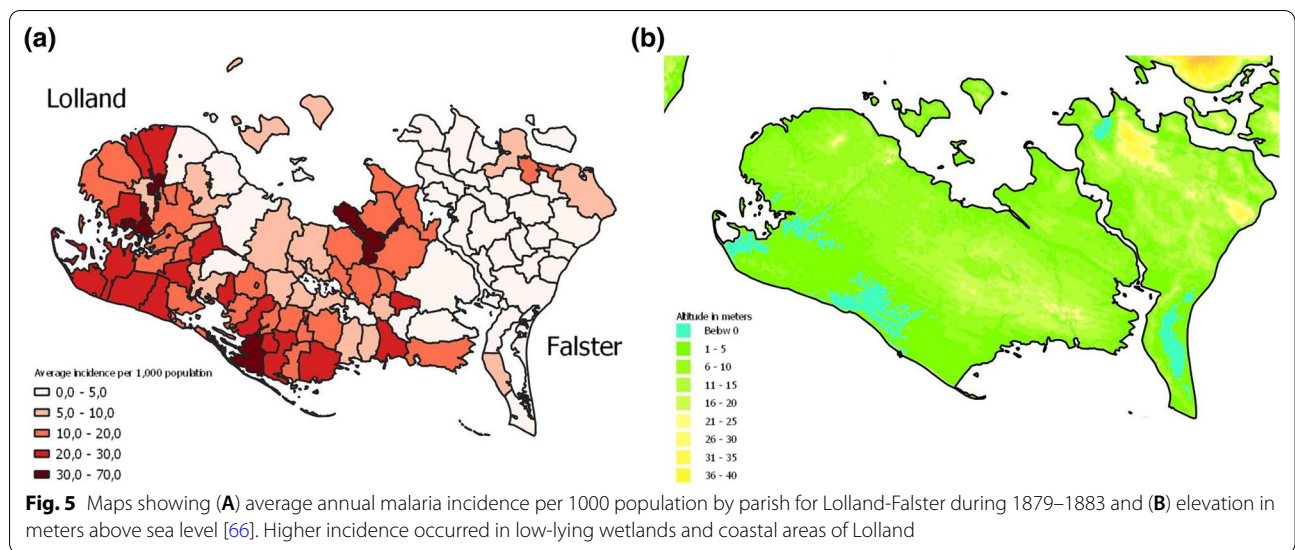 (a)
Lolland
Falster
Average incidence per 1,000 population
0,0 - 5,0
5,0 - 10,0
10,0 - 20,0
20,0 - 30,0
30,0 - 70,0
(b)
Altitude in meters
Below 0
1 - 5
6 - 10
11 - 15
16 - 20
21 - 25
26 - 30
31 - 35
36 - 40
Fig. 5 Maps showing (A) average annual malaria incidence per 1000 population by parish for Lolland-Falster during 1879–1883 and (B) elevation in
meters above sea level [66]. Higher incidence occurred in low-lying wetlands and coastal areas of Lolland